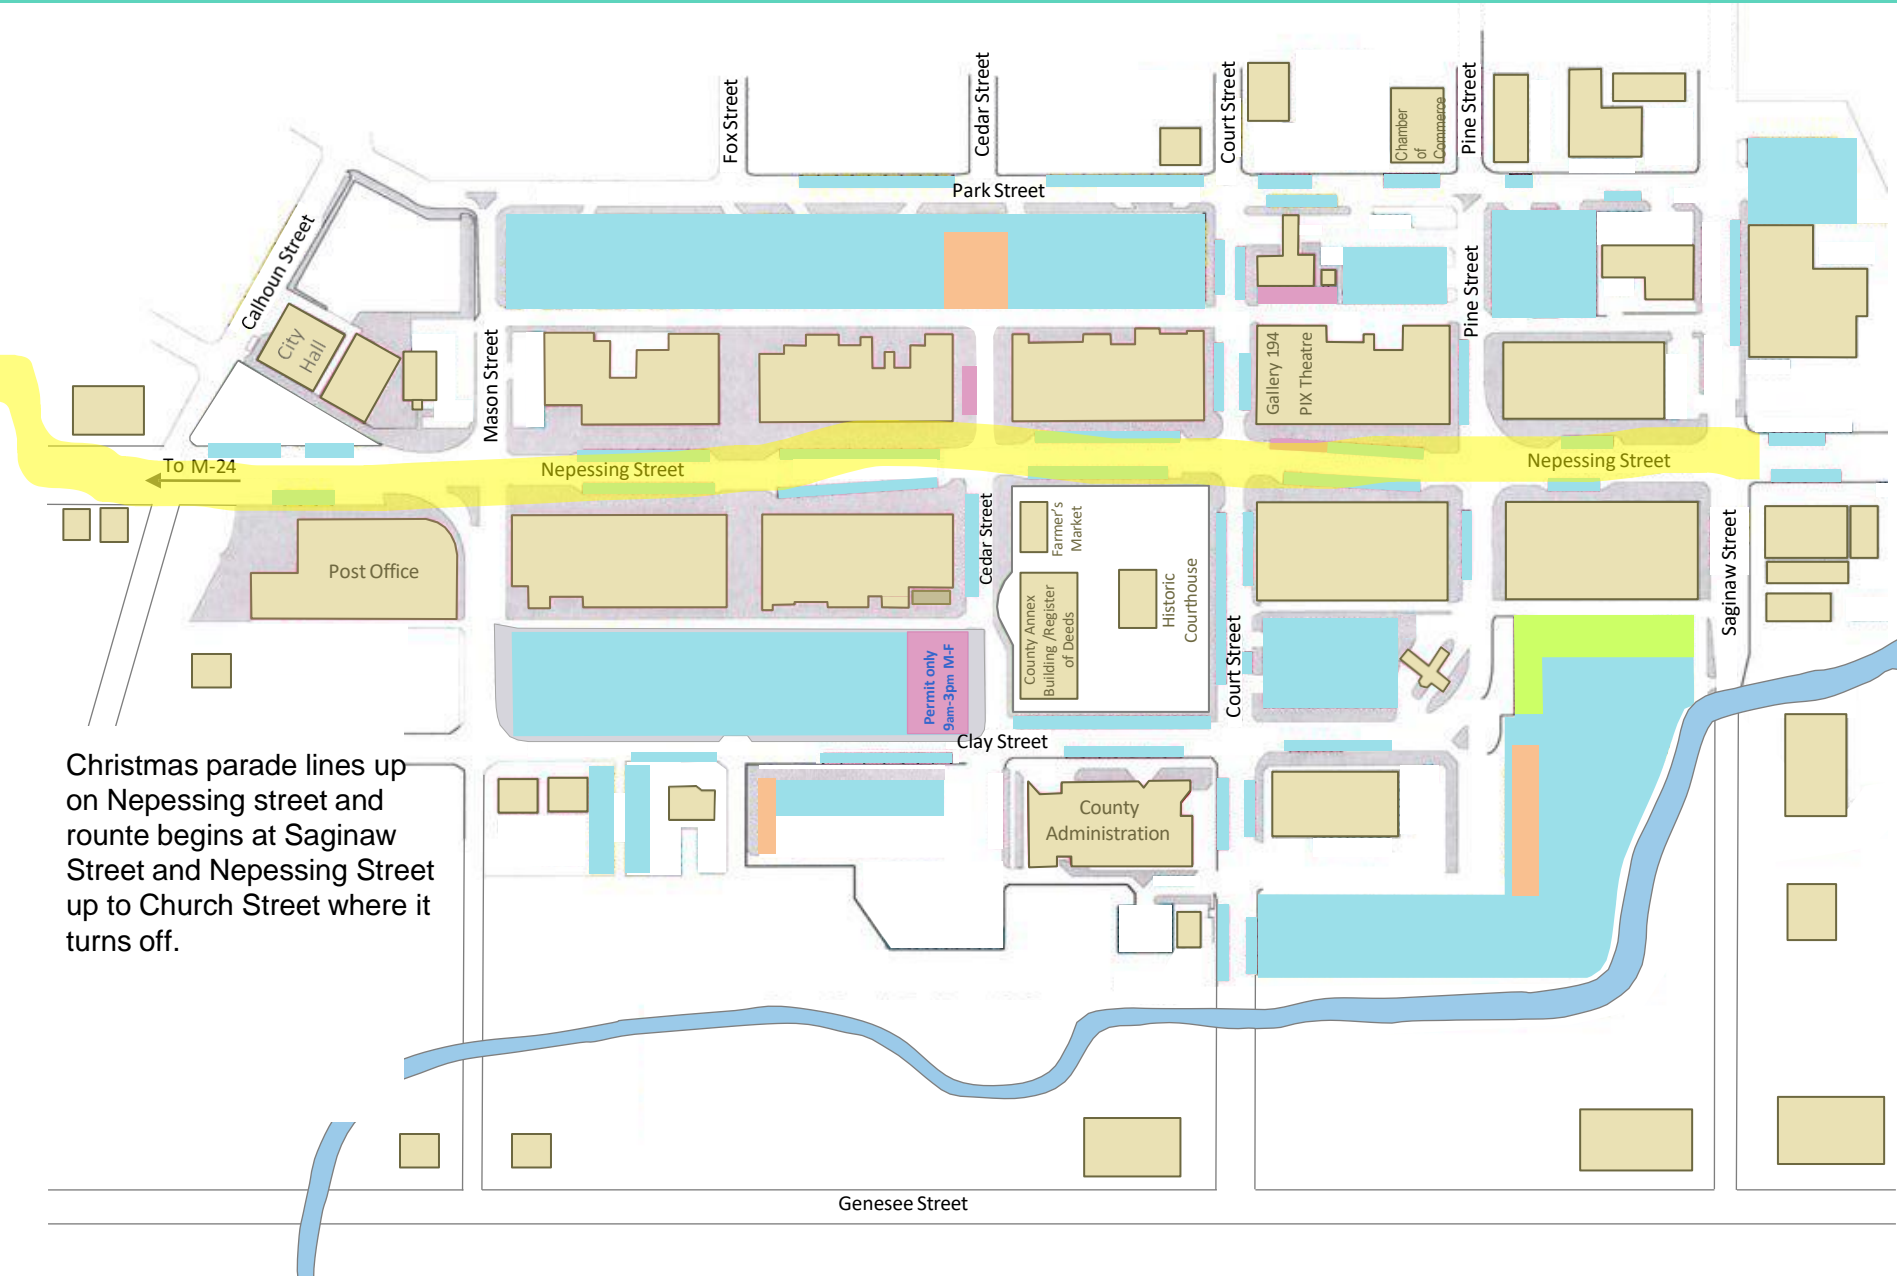 Fox Street
Cedar Street
Court Street
Pine Street
Chamber
of
Commerce
Park Street
Calhoun Street
City
Hall
Mason Street
Gallery 194
PIX Theatre
Pine Street
To M-24
Nepessing Street
Nepessing Street
Post Office
Cedar Street
Farmer's
Market
County Annex
Building /Register
of Deeds
Historic
Courthouse
Court Street
Saginaw Street
Permit only
9am-3pm M-F
Clay Street
County
Administration
Christmas parade lines up
on Nepessing street and
rounte begins at Saginaw
Street and Nepessing Street
up to Church Street where it
turns off.
Genesee Street